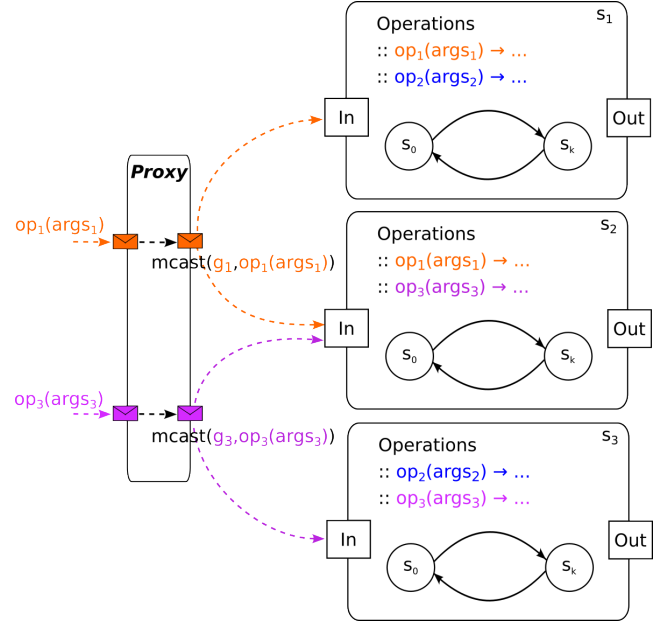 Operations
s₁
:: op₁(args₁) → ...
:: op₂(args₂) → ...
In
Out
s₀
sₖ
Proxy
op₁(args₁)
mcast(g₁,op₁(args₁))
Operations
s₂
:: op₁(args₁) → ...
:: op₃(args₃) → ...
In
Out
s₀
sₖ
op₃(args₃)
mcast(g₃,op₃(args₃))
Operations
s₃
:: op₂(args₂) → ...
:: op₃(args₃) → ...
In
Out
s₀
sₖ